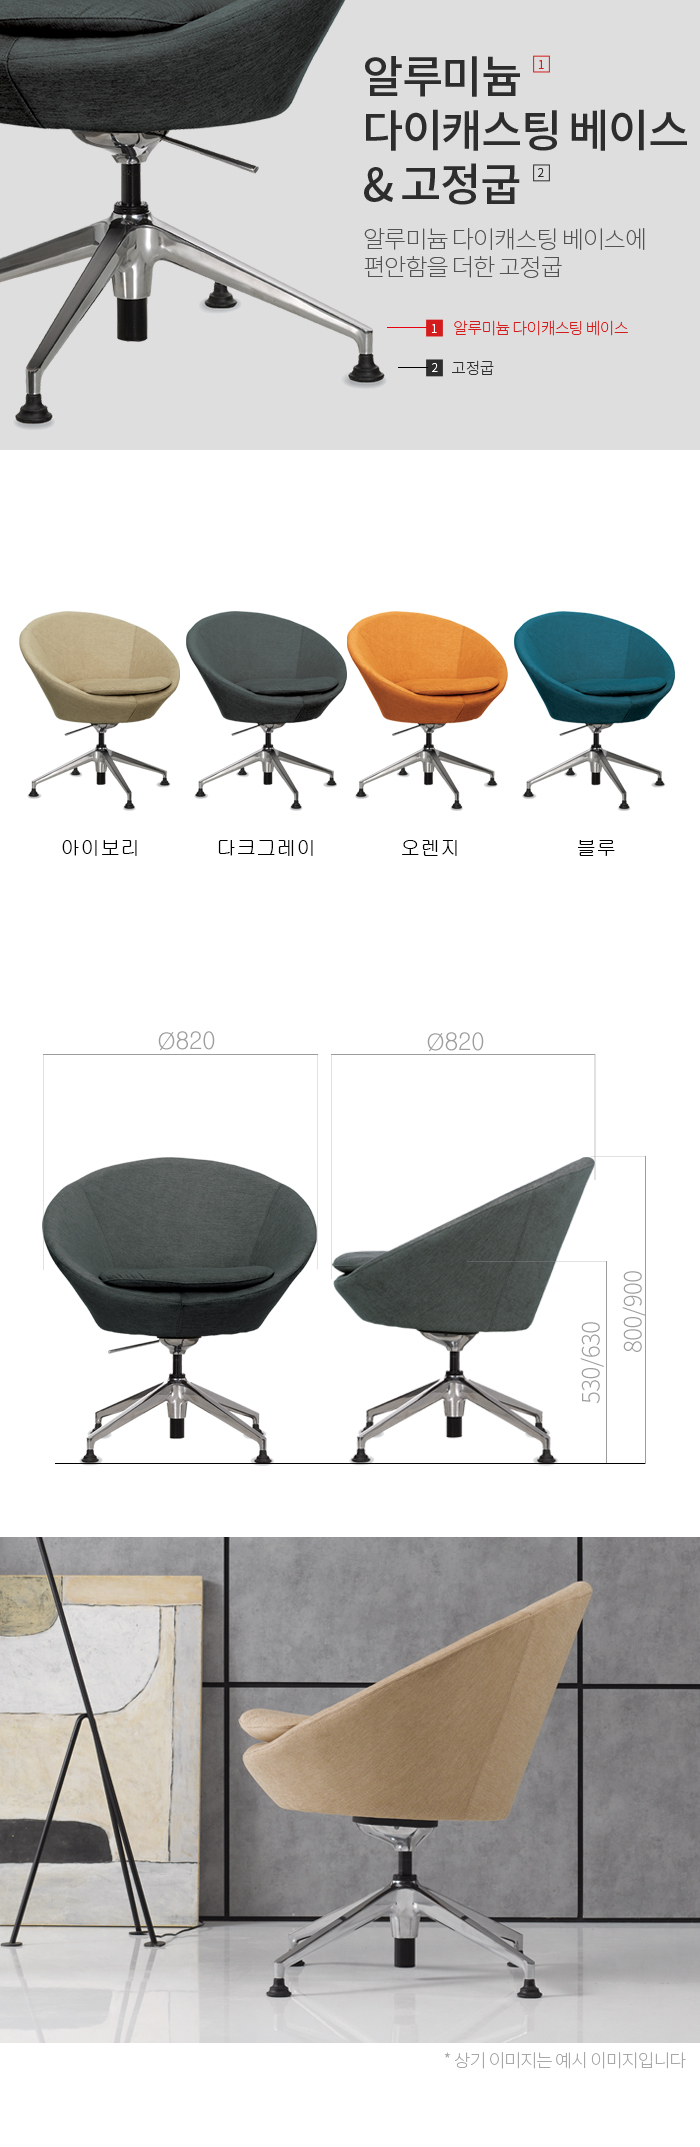 알루미늄 1
다이캐스팅 베이스
& 고정굽 2
알루미늄 다이캐스팅 베이스에
편안함을 더한 고정굽
1 알루미늄 다이캐스팅 베이스
2 고정굽
아이보리 다크그레이 오렌지 블루
Ø820 Ø820
530/630
800/900
* 상기 이미지는 예시 이미지입니다